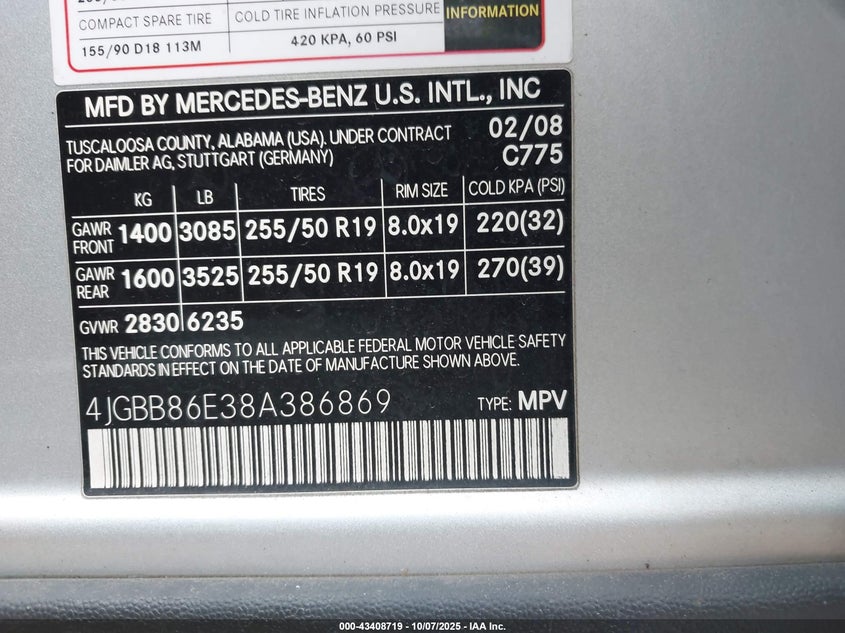 COMPACT SPARE TIRE COLD TIRE INFLATION PRESSURE INFORMATION
155/90 D18 113M 420 KPA, 60 PSI
MFD BY MERCEDES-BENZ U.S. INTL., INC
TUSCALOOSA COUNTY, ALABAMA (USA). UNDER CONTRACT 02/08
FOR DAIMLER AG, STUTTGART (GERMANY) C775
KG LB TIRES RIM SIZE COLD KPA (PSI)
GAWR FRONT 1400 3085 255/50 R19 8.0x19 220(32)
GAWR REAR 1600 3525 255/50 R19 8.0x19 270(39)
GVWR 2830 6235
THIS VEHICLE CONFORMS TO ALL APPLICABLE FEDERAL MOTOR VEHICLE SAFETY
STANDARDS IN EFFECT ON THE DATE OF MANUFACTURE SHOWN ABOVE.
4JGBB86E38A386869 TYPE: MPV
000-43408719 - 10/07/2025 - IAA Inc.